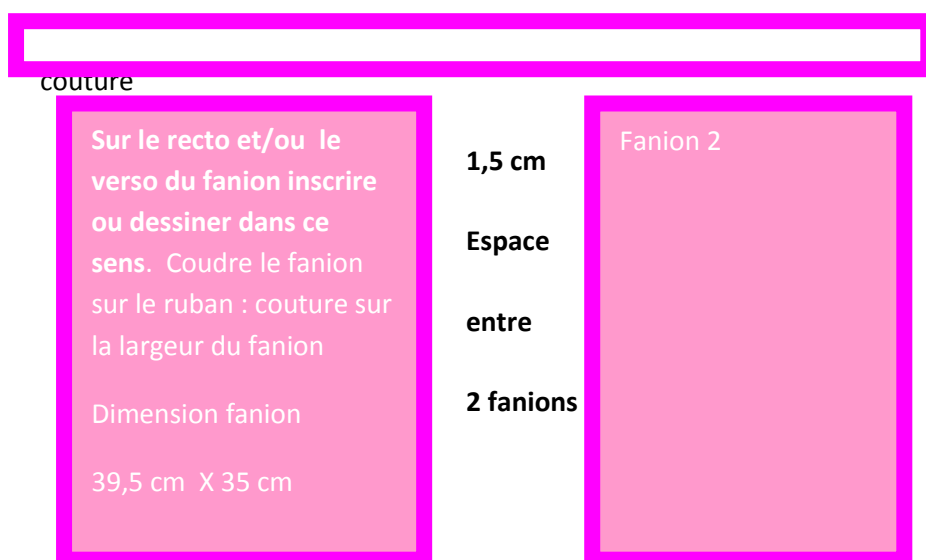 couture
Sur le recto et/ou le
verso du fanion inscrire
ou dessiner dans ce
sens. Coudre le fanion
sur le ruban : couture sur
la largeur du fanion
Dimension fanion
39,5 cm X 35 cm
1,5 cm
Espace
entre
2 fanions
Fanion 2